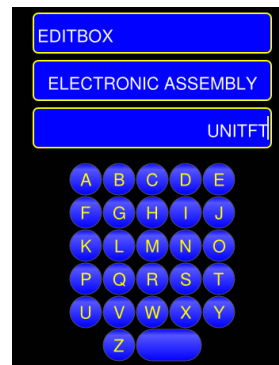 EDITBOX
ELECTRONIC ASSEMBLY
UNITFT
A B C D E
F G H I J
K L M N O
P Q R S T
U V W X Y
Z